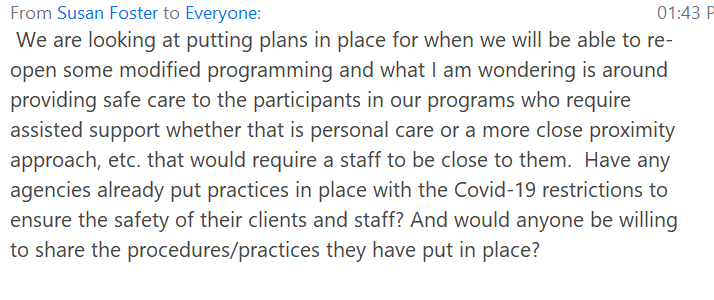 From Susan Foster to Everyone: 01:43 P
We are looking at putting plans in place for when we will be able to re-
open some modified programming and what I am wondering is around
providing safe care to the participants in our programs who require
assisted support whether that is personal care or a more close proximity
approach, etc. that would require a staff to be close to them.  Have any
agencies already put practices in place with the Covid-19 restrictions to
ensure the safety of their clients and staff? And would anyone be willing
to share the procedures/practices they have put in place?